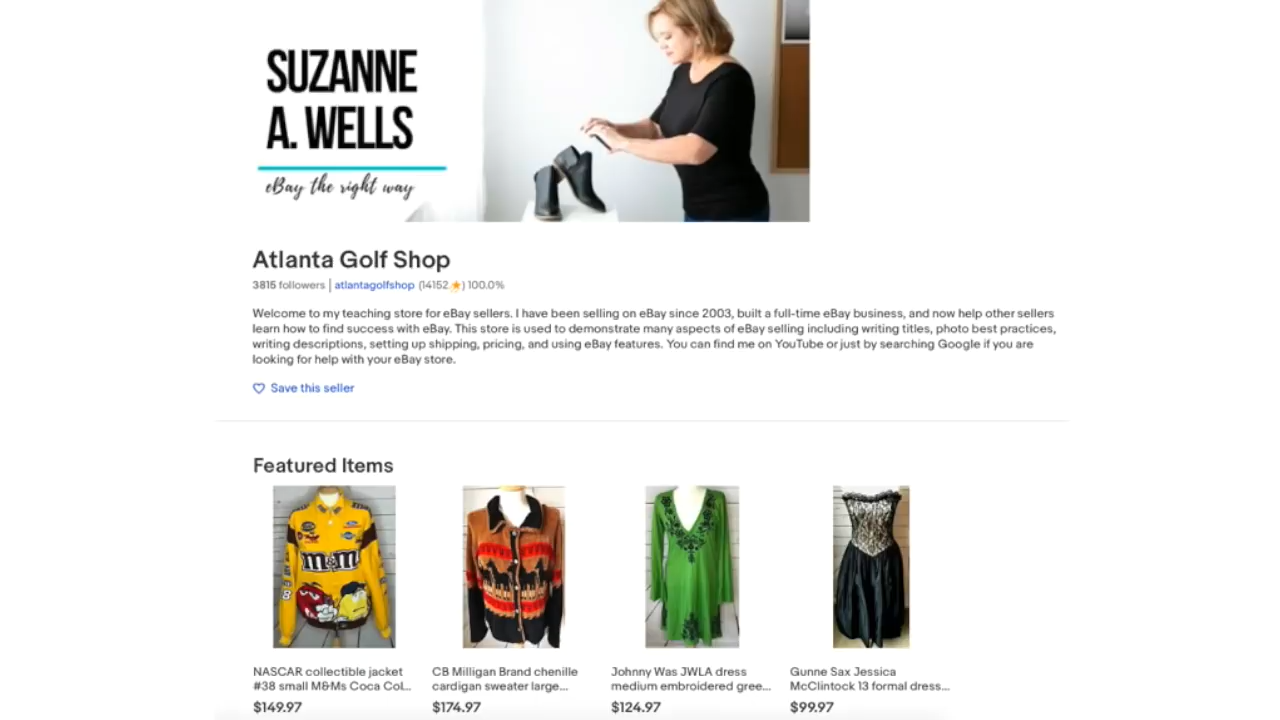 SUZANNE
A. WELLS
eBay the right way
Atlanta Golf Shop
3815 followers | atlantagolfshop (14152 ★) 100.0%
Welcome to my teaching store for eBay sellers. I have been selling on eBay since 2003, built a full-time eBay business, and now help other sellers
learn how to find success with eBay. This store is used to demonstrate many aspects of eBay selling including writing titles, photo best practices,
writing descriptions, setting up shipping, pricing, and using eBay features. You can find me on YouTube or just by searching Google if you are
looking for help with your eBay store.
Save this seller
Featured Items
m&m
NASCAR collectible jacket
#38 small M&Ms Coca Col...
$149.97
CB Milligan Brand chenille
cardigan sweater large...
$174.97
Johnny Was JWLA dress
medium embroidered gree...
$124.97
Gunne Sax Jessica
McClintock 13 formal dress...
$99.97